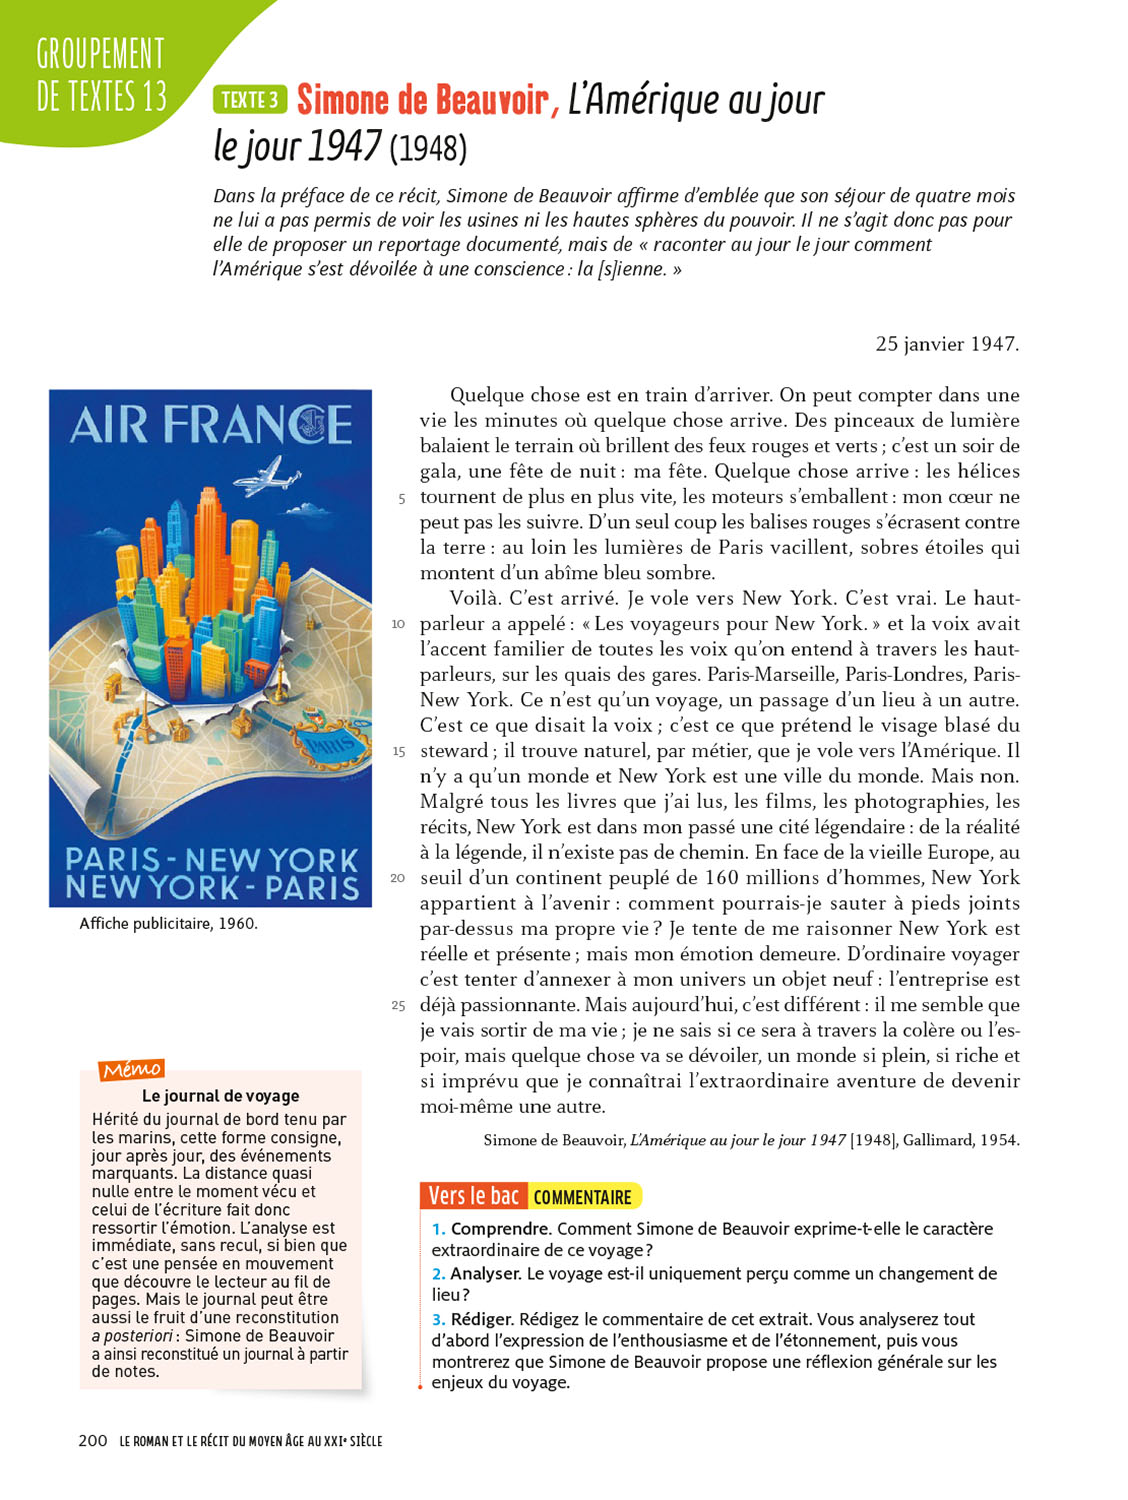 GROUPEMENT
DE TEXTES 13
TEXTE 3 Simone de Beauvoir, L’Amérique au jour
le jour 1947 (1948)
Dans la préface de ce récit, Simone de Beauvoir affirme d’emblée que son séjour de quatre mois
ne lui a pas permis de voir les usines ni les hautes sphères du pouvoir. Il ne s’agit donc pas pour
elle de proposer un reportage documenté, mais de « raconter au jour le jour comment
l’Amérique s’est dévoilée à une conscience : la [s]ienne. »
25 janvier 1947.
Quelque chose est en train d’arriver. On peut compter dans une
vie les minutes où quelque chose arrive. Des pinceaux de lumière
balaient le terrain où brillent des feux rouges et verts ; c’est un soir de
gala, une fête de nuit : ma fête. Quelque chose arrive : les hélices
5 tournent de plus en plus vite, les moteurs s’emballent : mon cœur ne
peut pas les suivre. D’un seul coup les balises rouges s’écrasent contre
la terre : au loin les lumières de Paris vacillent, sobres étoiles qui
montent d’un abîme bleu sombre.
Voilà. C’est arrivé. Je vole vers New York. C’est vrai. Le haut-
10 parleur a appelé : « Les voyageurs pour New York. » et la voix avait
l’accent familier de toutes les voix qu’on entend à travers les haut-
parleurs, sur les quais des gares. Paris-Marseille, Paris-Londres, Paris-
New York. Ce n’est qu’un voyage, un passage d’un lieu à un autre.
C’est ce que disait la voix ; c’est ce que prétend le visage blasé du
15 steward ; il trouve naturel, par métier, que je vole vers l’Amérique. Il
n’y a qu’un monde et New York est une ville du monde. Mais non.
Malgré tous les livres que j’ai lus, les films, les photographies, les
récits, New York est dans mon passé une cité légendaire : de la réalité
à la légende, il n’existe pas de chemin. En face de la vieille Europe, au
20 seuil d’un continent peuplé de 160 millions d’hommes, New York
appartient à l’avenir : comment pourrais-je sauter à pieds joints
par-dessus ma propre vie ? Je tente de me raisonner New York est
réelle et présente ; mais mon émotion demeure. D’ordinaire voyager
c’est tenter d’annexer à mon univers un objet neuf : l’entreprise est
25 déjà passionnante. Mais aujourd’hui, c’est différent : il me semble que
je vais sortir de ma vie ; je ne sais si ce sera à travers la colère ou l’es-
poir, mais quelque chose va se dévoiler, un monde si plein, si riche et
si imprévu que je connaîtrai l’extraordinaire aventure de devenir
moi-même une autre.
Simone de Beauvoir, L’Amérique au jour le jour 1947 [1948], Gallimard, 1954.
AIR FRANCE
PARIS
PARIS - NEW YORK
NEW YORK - PARIS
Affiche publicitaire, 1960.
Mémo
Le journal de voyage
Hérité du journal de bord tenu par
les marins, cette forme consigne,
jour après jour, des événements
marquants. La distance quasi
nulle entre le moment vécu et
celui de l’écriture fait donc
ressortir l’émotion. L’analyse est
immédiate, sans recul, si bien que
c’est une pensée en mouvement
que découvre le lecteur au fil de
pages. Mais le journal peut être
aussi le fruit d’une reconstitution
a posteriori : Simone de Beauvoir
a ainsi reconstitué un journal à partir
de notes.
Vers le bac COMMENTAIRE
1. Comprendre. Comment Simone de Beauvoir exprime-t-elle le caractère
extraordinaire de ce voyage ?
2. Analyser. Le voyage est-il uniquement perçu comme un changement de
lieu ?
3. Rédiger. Rédigez le commentaire de cet extrait. Vous analyserez tout
d’abord l’expression de l’enthousiasme et de l’étonnement, puis vous
montrerez que Simone de Beauvoir propose une réflexion générale sur les
enjeux du voyage.
200 LE ROMAN ET LE RÉCIT DU MOYEN ÂGE AU XXIe SIÈCLE